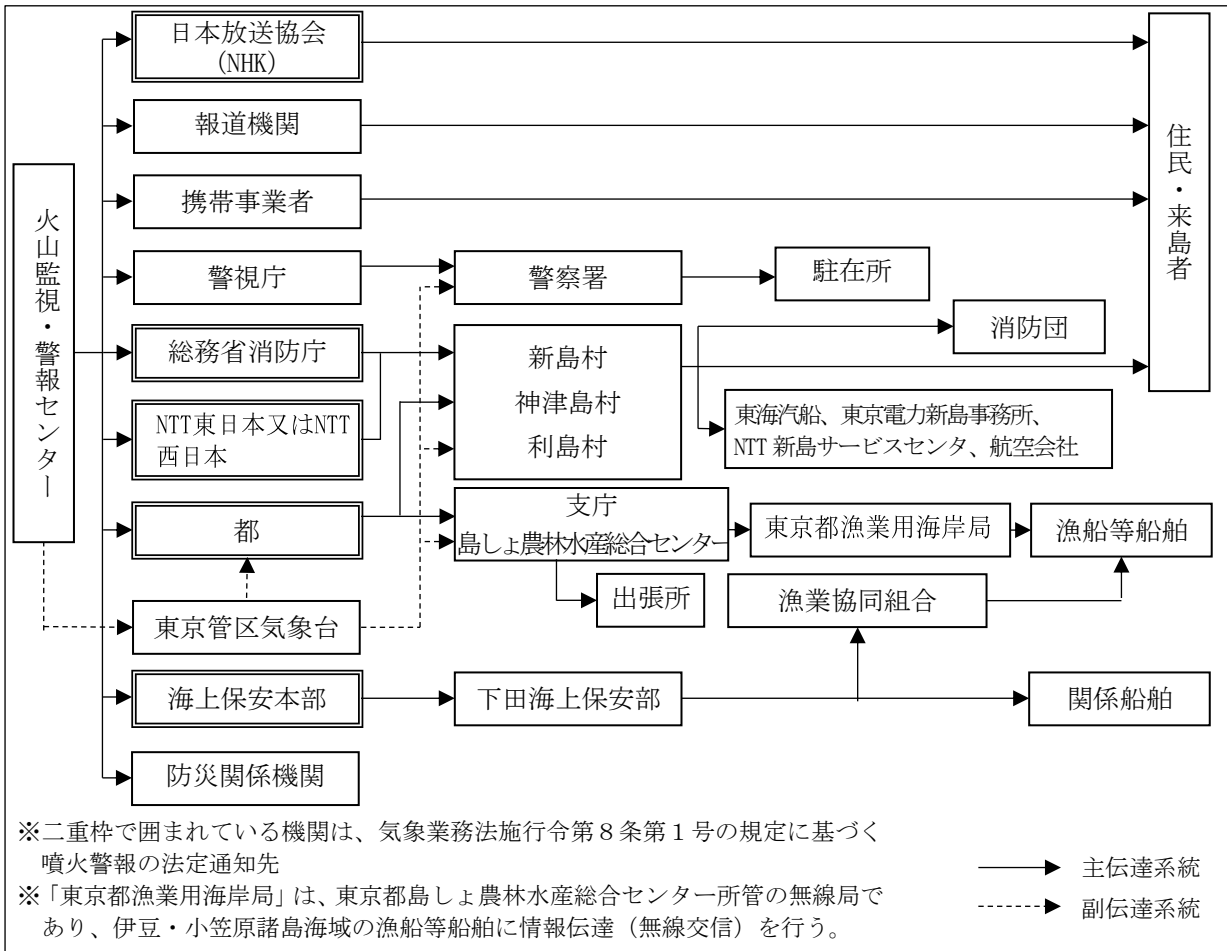 日本放送協会
(NHK)
報道機関
携帯事業者
警視庁
総務省消防庁
NTT東日本又はNTT
西日本
都
東京管区気象台
海上保安本部
防災関係機関
火山監視・警報センター
警察署
駐在所
新島村
神津島村
利島村
消防団
東海汽船、東京電力新島事務所、
NTT 新島サービスセンタ、航空会社
支庁
島しょ農林水産総合センター
出張所
東京都漁業用海岸局
漁船等船舶
漁業協同組合
下田海上保安部
関係船舶
住民・来島者
※二重枠で囲まれている機関は、気象業務法施行令第8条第1号の規定に基づく
噴火警報の法定通知先
※「東京都漁業用海岸局」は、東京都島しょ農林水産総合センター所管の無線局で
あり、伊豆・小笠原諸島海域の漁船等船舶に情報伝達（無線交信）を行う。
主伝達系統
副伝達系統